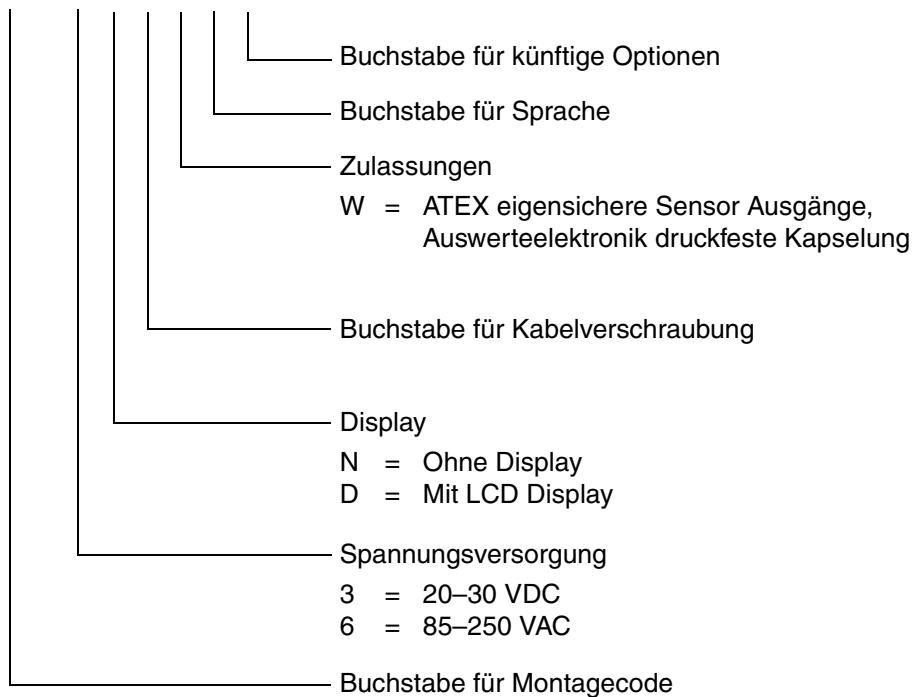 Buchstabe für künftige Optionen
Buchstabe für Sprache
Zulassungen
W = ATEX eigensichere Sensor Ausgänge,
Auswerteelektronik druckfeste Kapselung
Buchstabe für Kabelverschraubung
Display
N = Ohne Display
D = Mit LCD Display
Spannungsversorgung
3 = 20–30 VDC
6 = 85–250 VAC
Buchstabe für Montagecode